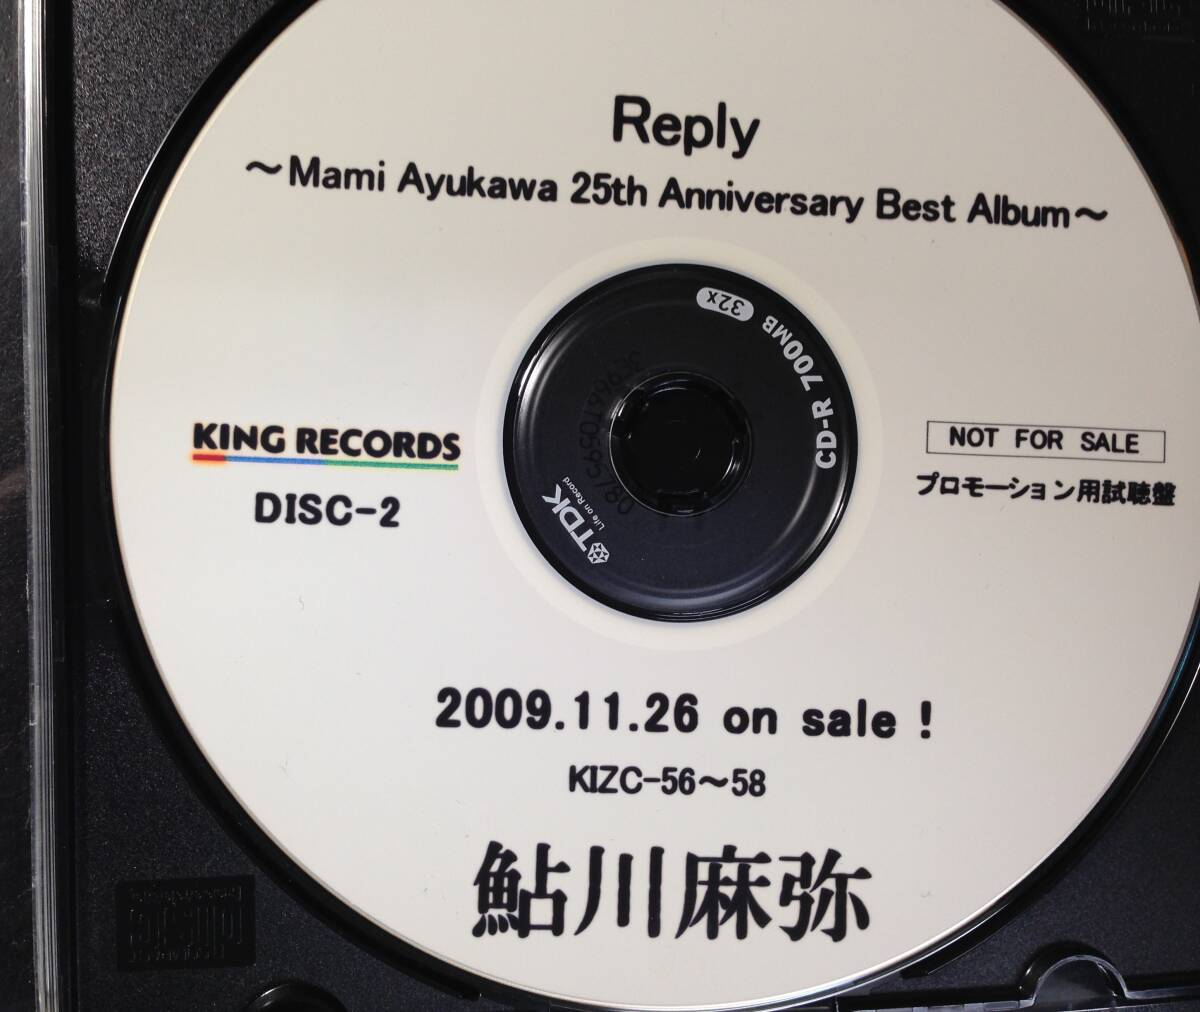 Reply
～Mami Ayukawa 25th Anniversary Best Album～
32x
CD-R 700MB
KING RECORDS
DISC-2
NOT FOR SALE
プロモーション用試聴盤
TDK
Life on Record
2009.11.26 on sale !
KIZC-56～58
鮎川麻弥